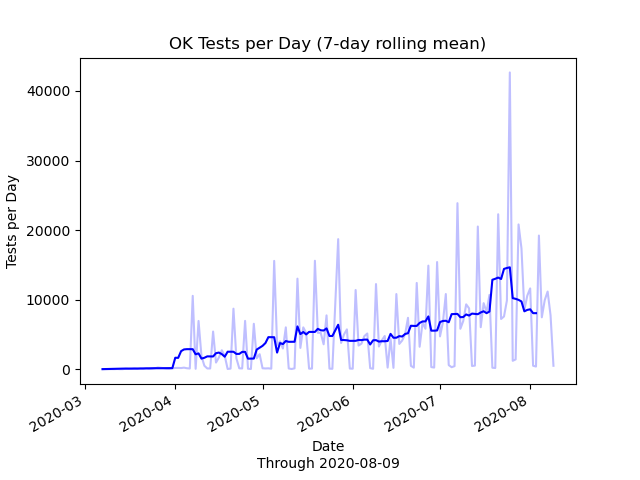 OK Tests per Day (7-day rolling mean)
Tests per Day
40000
30000
20000
10000
0
2020-03
2020-04
2020-05
2020-06
2020-07
2020-08
Date
Through 2020-08-09